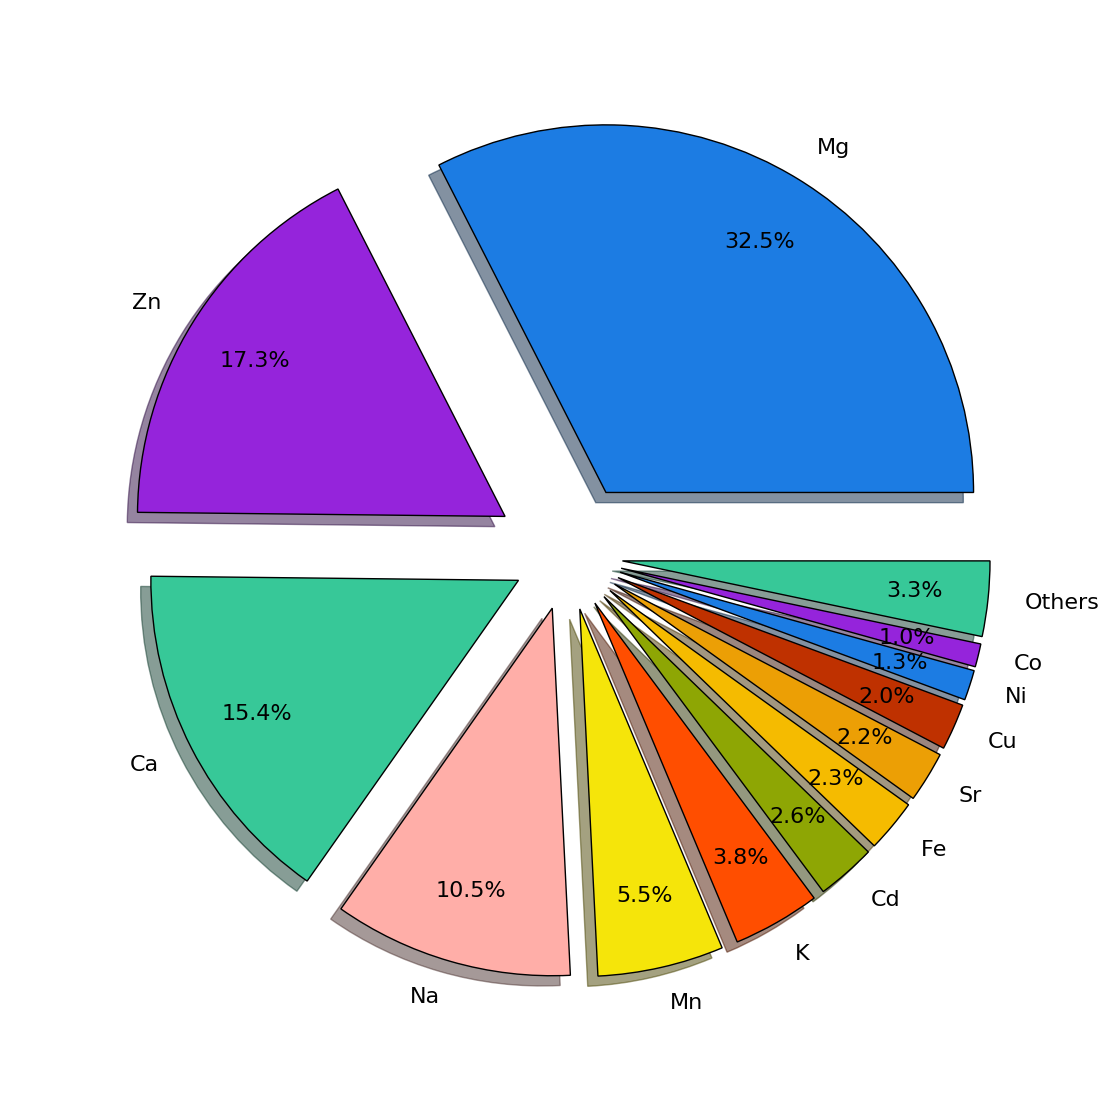 Mg
32.5%
Zn
17.3%
Ca
15.4%
Na
10.5%
Mn
5.5%
K
3.8%
Cd
2.6%
Fe
2.3%
Sr
2.2%
Cu
2.0%
Ni
1.3%
Co
1.0%
Others
3.3%